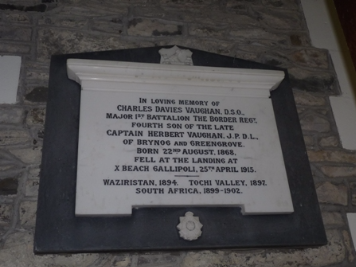 IN LOVING MEMORY OF
CHARLES DAVIES VAUGHAN, D.S.O.,
MAJOR 1ST BATTALION THE BORDER REGT.
FOURTH SON OF THE LATE
CAPTAIN HERBERT VAUGHAN, J.P. D.L.,
OF BRYNOG AND GREENGROVE.
BORN 22ND AUGUST, 1868,
FELL AT THE LANDING AT
X BEACH GALLIPOLI, 25TH APRIL 1915.
WAZIRISTAN, 1894. TOCHI VALLEY, 1897.
SOUTH AFRICA, 1899-1902.